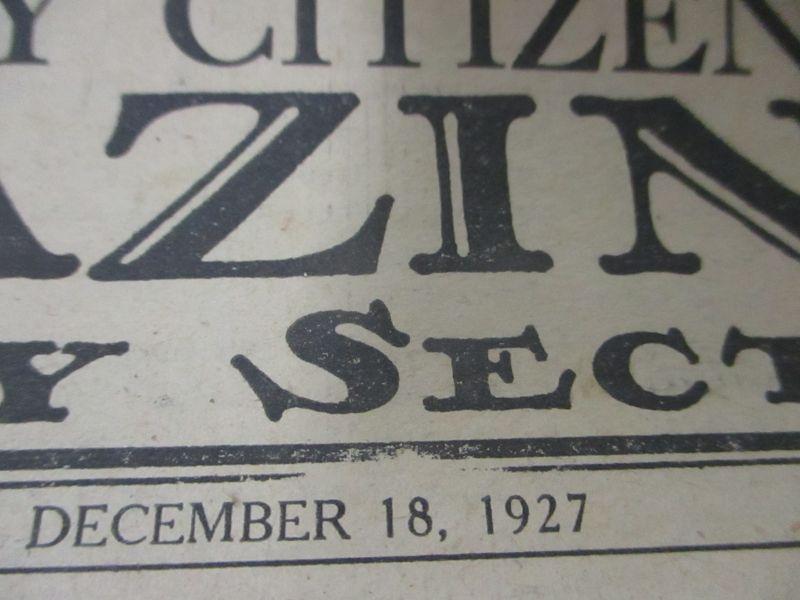 Y CITIZEN
AZIN
Y SECT
DECEMBER 18, 1927